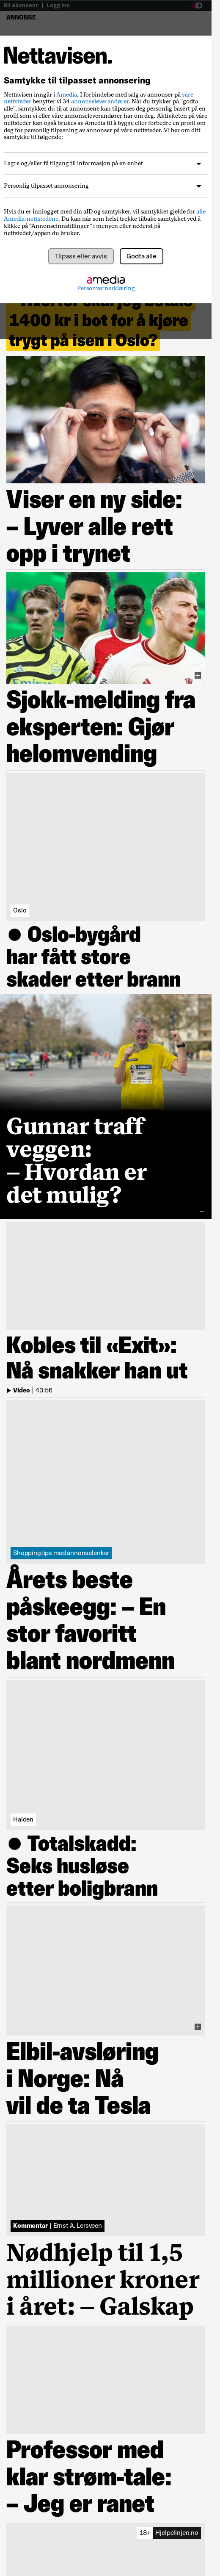 Bli abonnent | Logg inn
aID
ANNONSE
Nettavisen.
Samtykke til tilpasset annonsering
Nettavisen inngår i Amedia. I forbindelse med salg av annonser på våre
nettsteder benytter vi 34 annonseleverandører. Når du trykker på "godta
alle", samtykker du til at annonsene kan tilpasses deg personlig basert på en
profil som vi eller våre annonseleverandører har om deg. Aktiviteten på våre
nettsteder vil også kunne brukes av Amedia til å bygge eller forbedre en profil om
deg for personlig tilpasning av annonser på våre nettsteder. Vi ber om ditt
samtykke til følgende:
Lagre og/eller få tilgang til informasjon på en enhet
Personlig tilpasset annonsering
Hvis du er innlogget med din aID og samtykker, vil samtykket gjelde for alle
Amedia-nettstedene. Du kan når som helst trekke tilbake samtykket ved å
klikke på “Annonseinnstillinger” i menyen eller nederst på
nettstedet/appen du bruker.
Tilpass eller avvis
Godta alle
amedia
Personvernerklæring
1400 kr i bot for å kjøre
trygt på isen i Oslo?
Viser en ny side:
– Lyver alle rett
opp i trynet
Sjokk-melding fra
eksperten: Gjør
helomvending
Oslo
● Oslo-bygård
har fått store
skader etter brann
Gunnar traff
veggen:
– Hvordan er
det mulig?
Kobles til «Exit»:
Nå snakker han ut
Video | 43:56
Shoppingtips med annonselenker
Årets beste
påskeegg: – En
stor favoritt
blant nordmenn
Halden
● Totalskadd:
Seks husløse
etter boligbrann
Elbil-avsløring
i Norge: Nå
vil de ta Tesla
Kommentar | Ernst A. Lersveen
Nødhjelp til 1,5
millioner kroner
i året: – Galskap
Professor med
klar strøm-tale:
– Jeg er ranet
18+ Hjelpelinjen.no